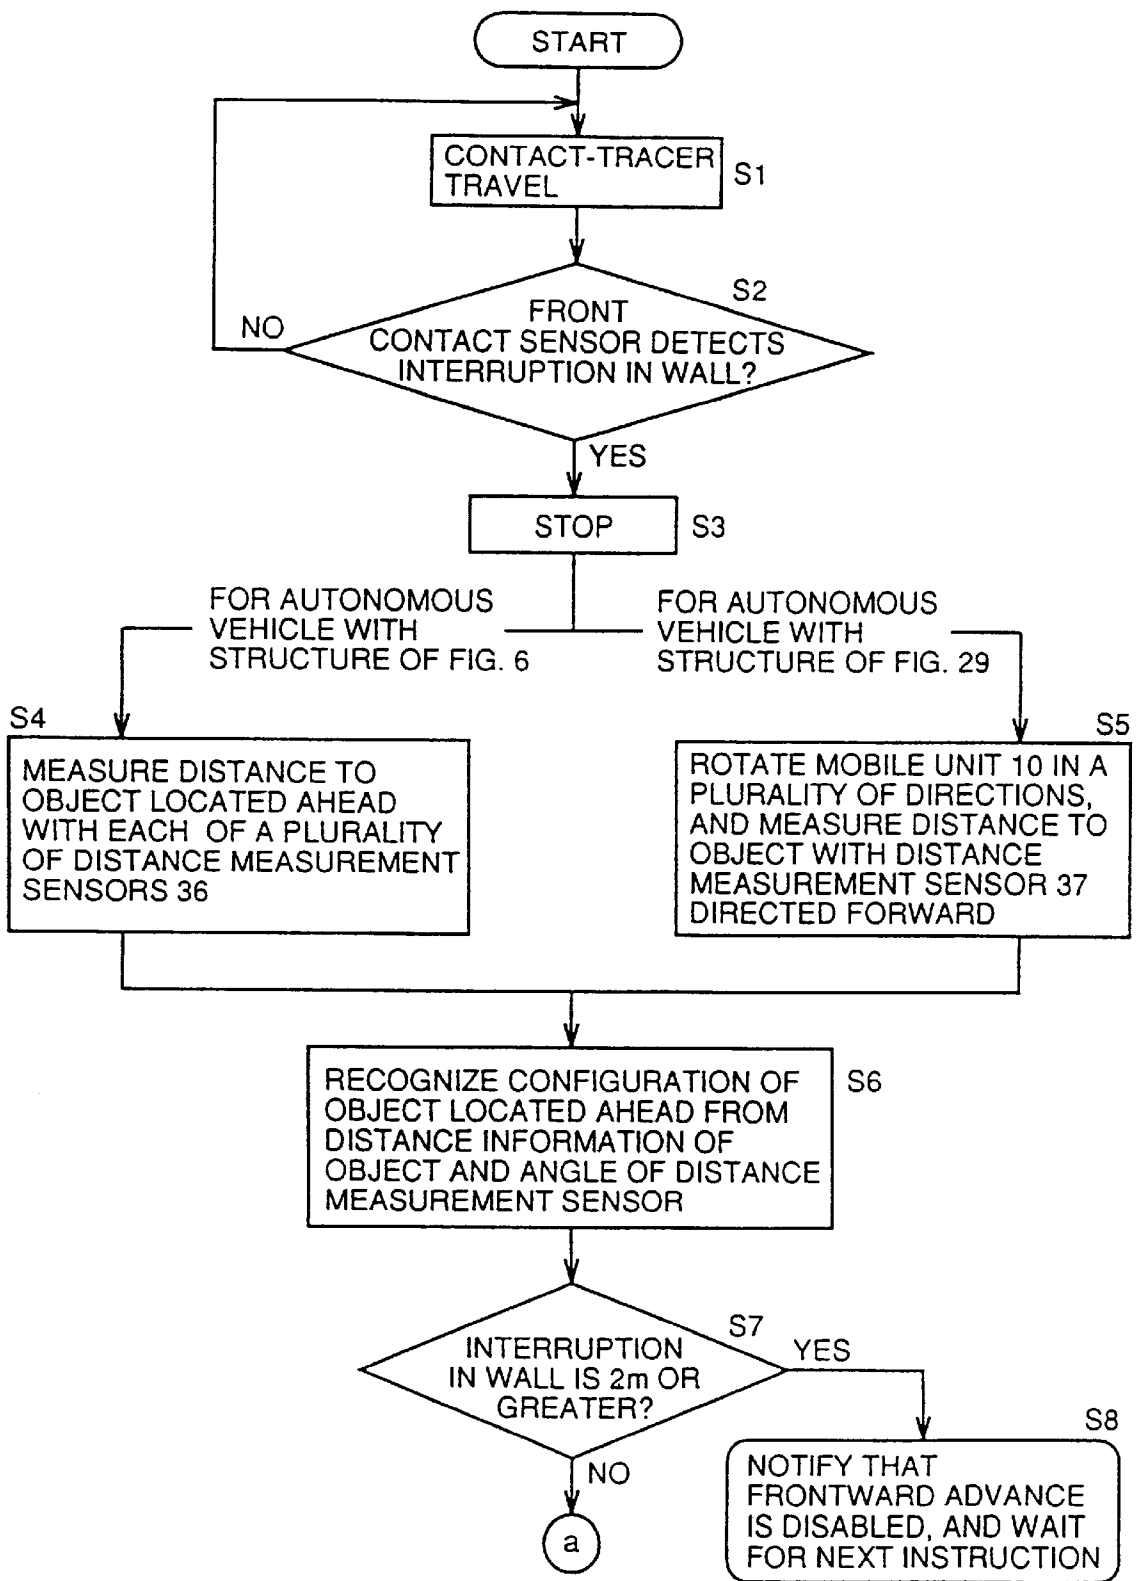 START
CONTACT-TRACER
TRAVEL
S1
S2
FRONT
CONTACT SENSOR DETECTS
INTERRUPTION IN WALL?
NO
YES
STOP
S3
FOR AUTONOMOUS
VEHICLE WITH
STRUCTURE OF FIG. 6
FOR AUTONOMOUS
VEHICLE WITH
STRUCTURE OF FIG. 29
S4
MEASURE DISTANCE TO
OBJECT LOCATED AHEAD
WITH EACH OF A PLURALITY
OF DISTANCE MEASUREMENT
SENSORS 36
S5
ROTATE MOBILE UNIT 10 IN A
PLURALITY OF DIRECTIONS,
AND MEASURE DISTANCE TO
OBJECT WITH DISTANCE
MEASUREMENT SENSOR 37
DIRECTED FORWARD
RECOGNIZE CONFIGURATION OF
OBJECT LOCATED AHEAD FROM
DISTANCE INFORMATION OF
OBJECT AND ANGLE OF DISTANCE
MEASUREMENT SENSOR
S6
S7
INTERRUPTION
IN WALL IS 2m OR
GREATER?
YES
NO
a
S8
NOTIFY THAT
FRONTWARD ADVANCE
IS DISABLED, AND WAIT
FOR NEXT INSTRUCTION